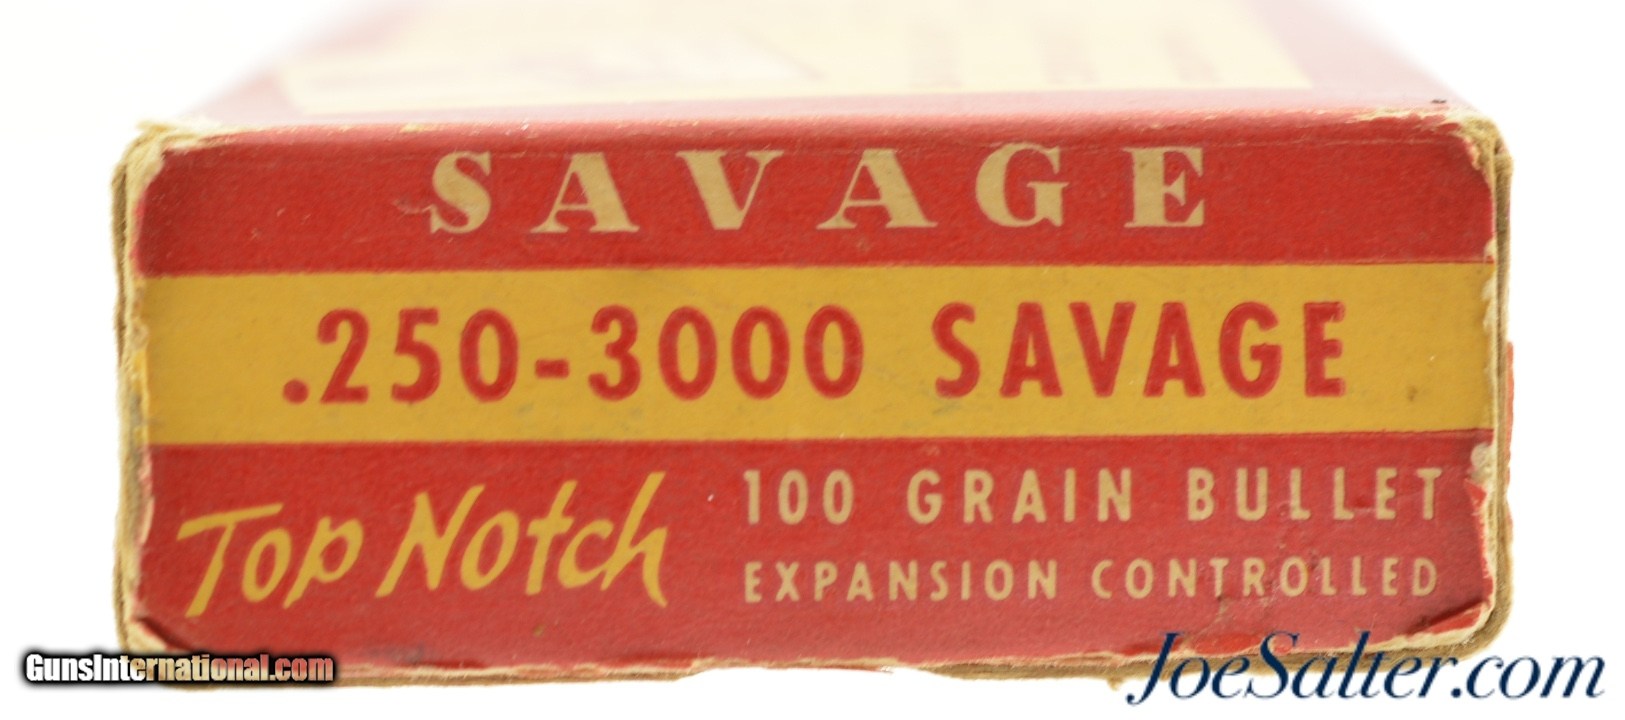 SAVAGE
.250-3000 SAVAGE
Top Notch
100 GRAIN BULLET
EXPANSION CONTROLLED
GunsInternational.com
JoeSalter.com